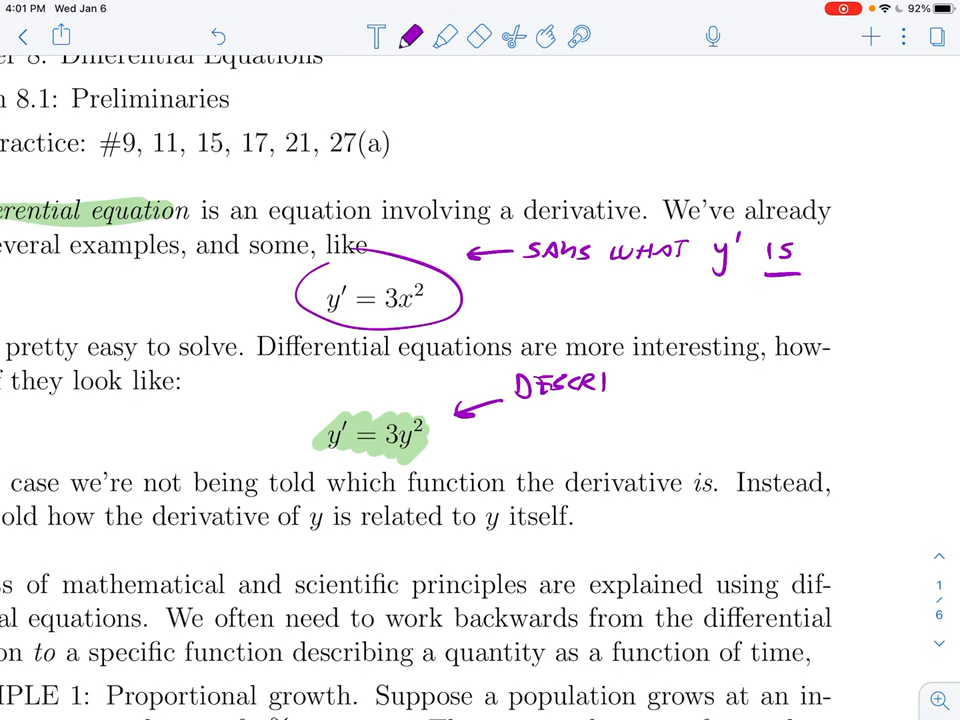 4:01 PM Wed Jan 6 92%
er 8: Differential Equations
n 8.1: Preliminaries
ractice: #9, 11, 15, 17, 21, 27(a)
erential equation is an equation involving a derivative. We've already
everal examples, and some, like
← SAYS WHAT y' IS
y' = 3x²
pretty easy to solve. Differential equations are more interesting, how-
f they look like:
DESCRI
y' = 3y²
case we're not being told which function the derivative is. Instead,
old how the derivative of y is related to y itself.
ss of mathematical and scientific principles are explained using dif-
al equations. We often need to work backwards from the differential
on to a specific function describing a quantity as a function of time,
MPLE 1: Proportional growth. Suppose a population grows at an in-
1
/
6